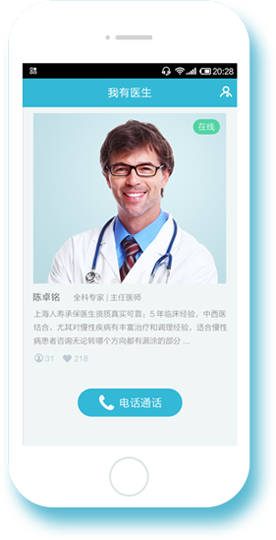 20:28
我有医生
在线
陈卓铭 全科专家 | 主任医师
上海人寿承保医生资质真实可靠；5 年临床经验，中西医
结合，尤其对慢性疾病有丰富治疗和调理经验，适合慢性
病患者咨询无论转哪个方向都有涵涂的部分 ...
31 218
电话通话